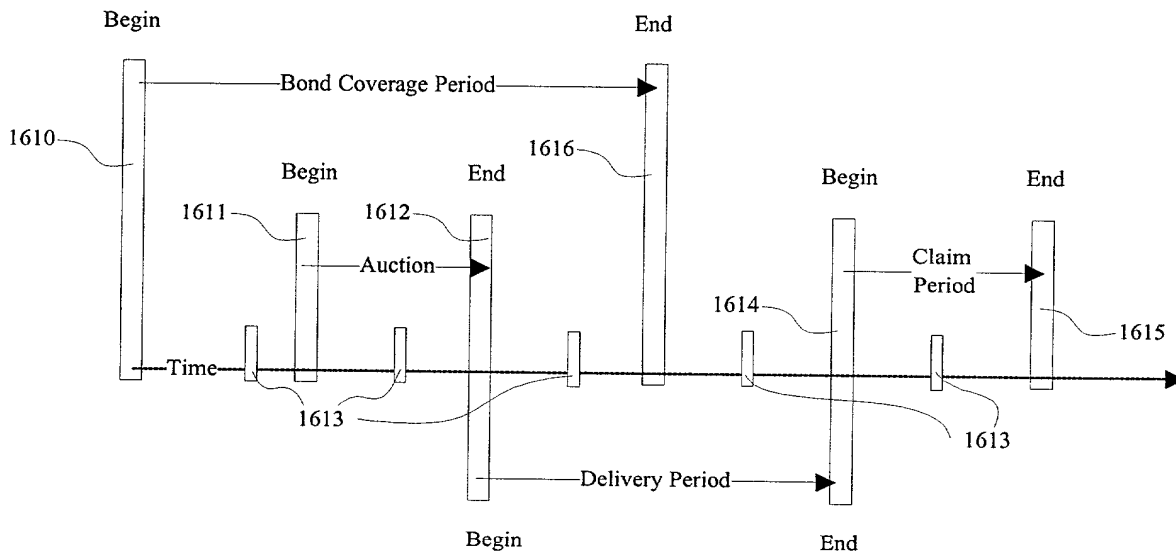 Begin
End
Bond Coverage Period
1610
1616
Begin
End
Begin
End
1611
1612
Auction
Claim
Period
1614
1615
Time
1613
1613
Delivery Period
Begin
End